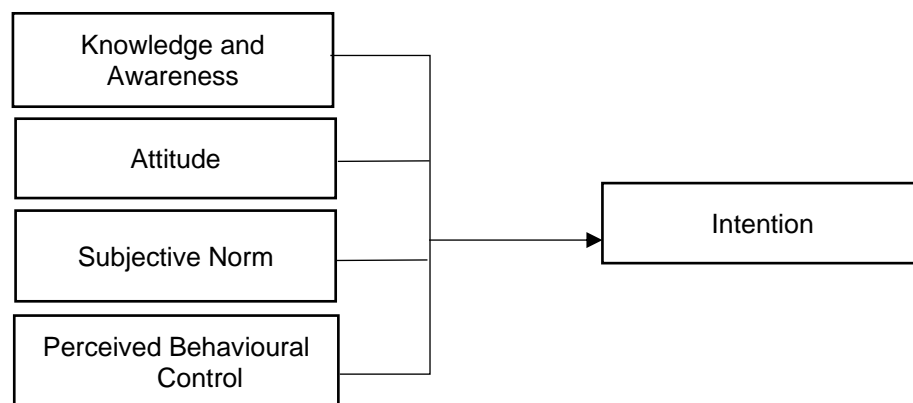 Knowledge and
Awareness
Attitude
Subjective Norm
Perceived Behavioural
Control
Intention